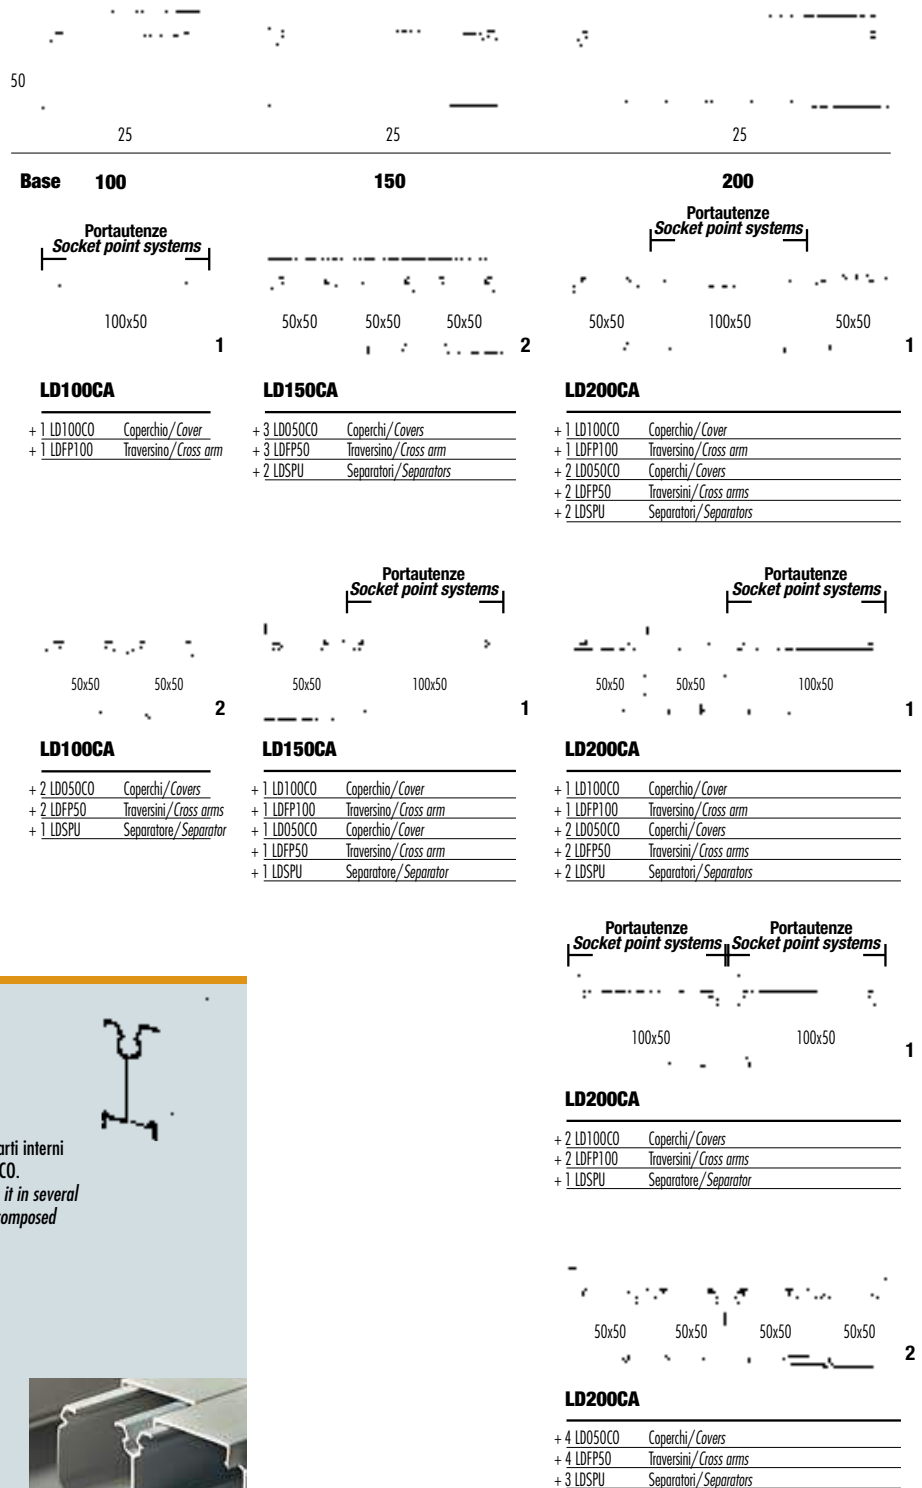 50
25 25 25
Base 100 150 200
Portautenze
Socket point systems
100x50
1
LD100CA
+ 1 LD100CO Coperchio/Cover
+ 1 LDFP100 Traversino/Cross arm
50x50 50x50 50x50
2
LD150CA
+ 3 LD050CO Coperchi/Covers
+ 3 LDFP50 Traversino/Cross arm
+ 2 LDSPU Separatori/Separators
Portautenze
Socket point systems
50x50 100x50 50x50
1
LD200CA
+ 1 LD100CO Coperchio/Cover
+ 1 LDFP100 Traversino/Cross arm
+ 2 LD050CO Coperchi/Covers
+ 2 LDFP50 Traversini/Cross arms
+ 2 LDSPU Separatori/Separators
50x50 50x50
2
LD100CA
+ 2 LD050CO Coperchi/Covers
+ 2 LDFP50 Traversini/Cross arms
+ 1 LDSPU Separatore/Separator
Portautenze
Socket point systems
50x50 100x50
1
LD150CA
+ 1 LD100CO Coperchio/Cover
+ 1 LDFP100 Traversino/Cross arm
+ 1 LD050CO Coperchio/Cover
+ 1 LDFP50 Traversino/Cross arm
+ 1 LDSPU Separatore/Separator
Portautenze
Socket point systems
50x50 50x50 100x50
1
LD200CA
+ 1 LD100CO Coperchio/Cover
+ 1 LDFP100 Traversino/Cross arm
+ 2 LD050CO Coperchi/Covers
+ 2 LDFP50 Traversini/Cross arms
+ 2 LDSPU Separatori/Separators
Portautenze Portautenze
Socket point systems Socket point systems
100x50 100x50
1
LD200CA
+ 2 LD100CO Coperchi/Covers
+ 2 LDFP100 Traversini/Cross arms
+ 1 LDSPU Separatore/Separator
arti interni
CO.
it in several
composed
50x50 50x50 50x50 50x50
2
LD200CA
+ 4 LD050CO Coperchi/Covers
+ 4 LDFP50 Traversini/Cross arms
+ 3 LDSPU Separatori/Separators